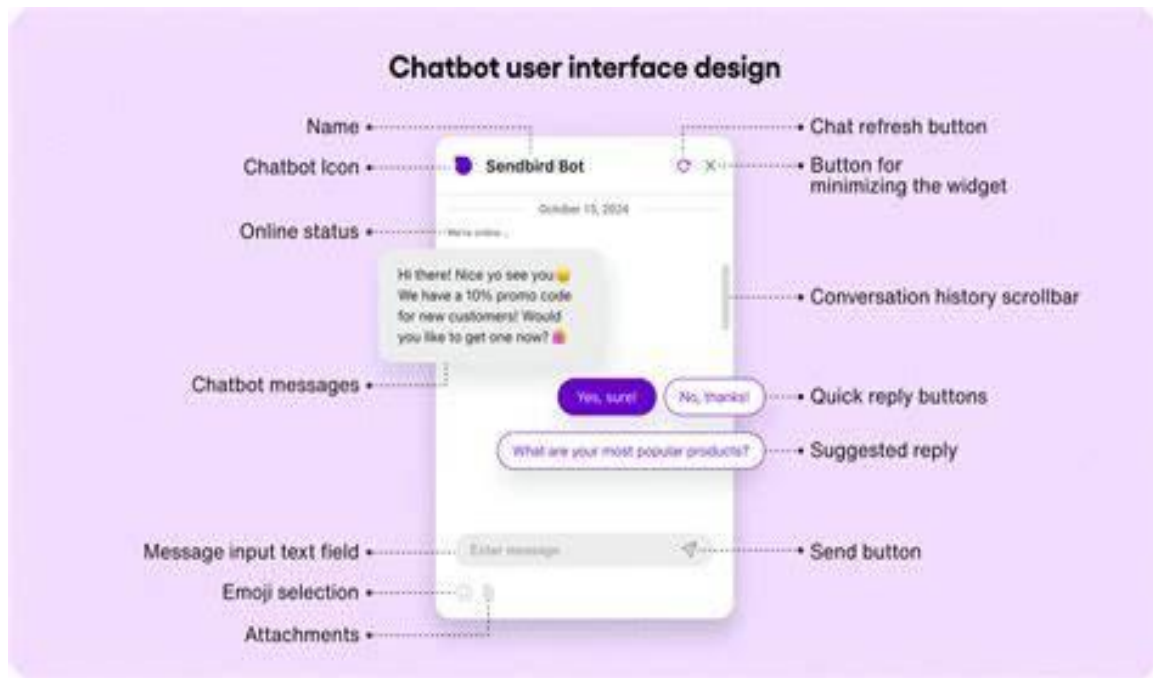 Chatbot user interface design
Name
Chatbot Icon
Online status
Chatbot messages
Message input text field
Emoji selection
Attachments
Sendbird Bot
October 15, 2024
We're online
Hi there! Nice yo see you
We have a 10% promo code
for new customers! Would
you like to get one now?
Yes, sure!
No, thanks!
What are your most popular products?
Enter message
Chat refresh button
Button for
minimizing the widget
Conversation history scrollbar
Quick reply buttons
Suggested reply
Send button